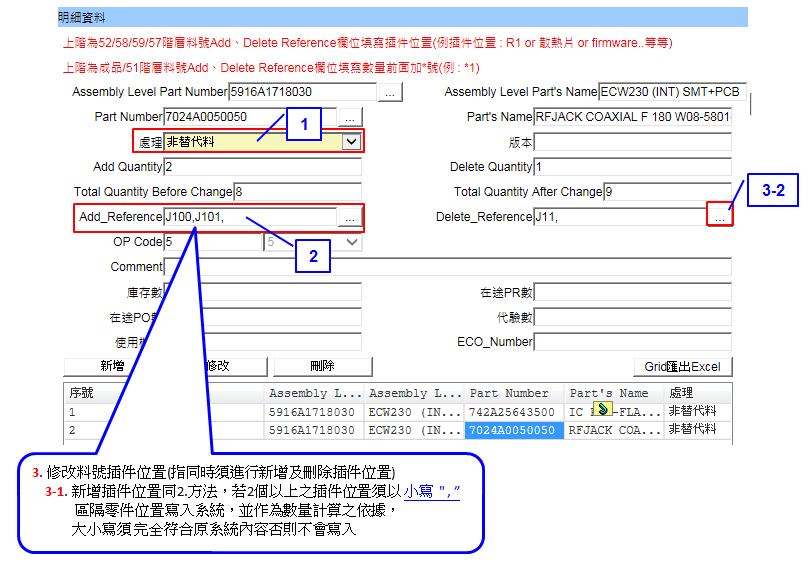 明細資料
上階為52/58/59/57階層料號Add、Delete Reference欄位填寫插件位置(例插件位置 : R1 or 散熱片 or firmware..等等)
上階為成品/51階層料號Add、Delete Reference欄位填寫數量前面加*號(例 : *1)
Assembly Level Part Number 5916A1718030 ... Assembly Level Part's Name ECW230 (INT) SMT+PCB
Part Number 7024A0050050 ... Part's Name RFJACK COAXIAL F 180 W08-5801-
1
處理 非替代料 版本
Add Quantity 2 Delete Quantity 1
3-2
Total Quantity Before Change 8 Total Quantity After Change 9
Add_Reference J100,J101, ... Delete_Reference J11, ...
OP Code 5 5
2
Comment
庫存數 在途PR數
在途PO數 代驗數
使用 ECO_Number
新增 修改 刪除 Grid匯出Excel
序號 Assembly L... Assembly L... Part Number Part's Name 處理
1 5916A1718030 ECW230 (IN... 742A25643500 IC -FLA... 非替代料
2 5916A1718030 ECW230 (IN... 7024A0050050 RFJACK COA... 非替代料
3. 修改料號插件位置(指同時須進行新增及刪除插件位置)
3-1. 新增插件位置同2.方法，若2個以上之插件位置須以 小寫 ","
區隔零件位置寫入系統，並作為數量計算之依據，
大小寫須完全符合原系統內容否則不會寫入